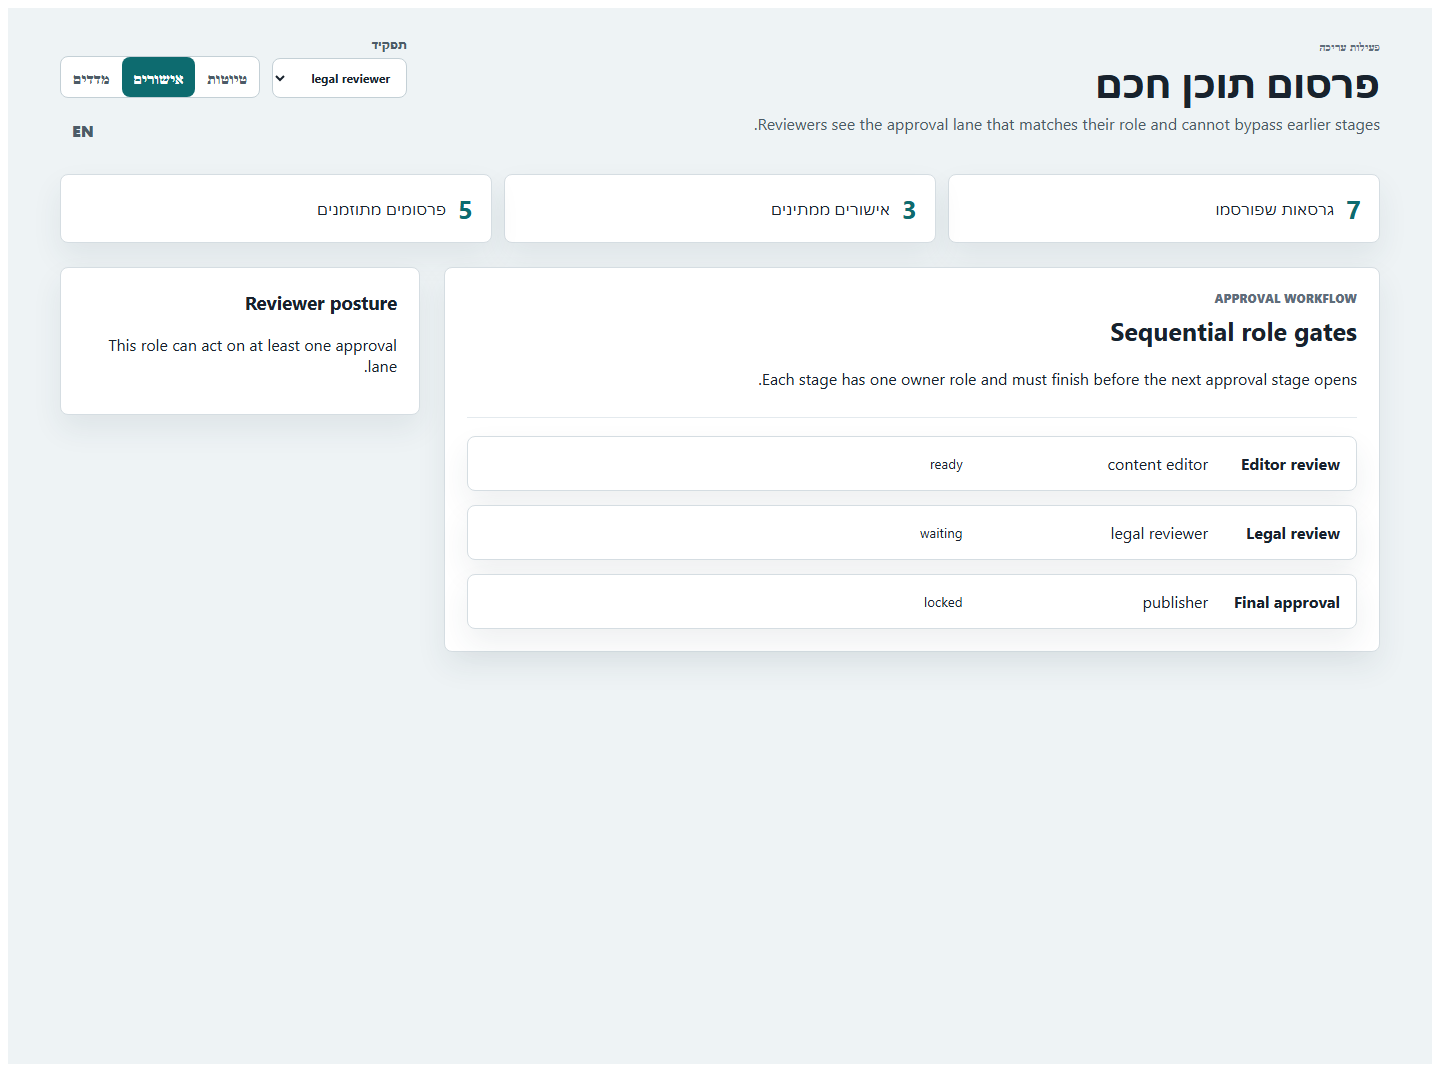 פעילות עריכה
פרסום תוכן חכם
Reviewers see the approval lane that matches their role and cannot bypass earlier stages.
תפקיד
legal reviewer
טיוטות
אישורים
מדדים
EN
7 גרסאות שפורסמו
3 אישורים ממתינים
5 פרסומים מתוזמנים
APPROVAL WORKFLOW
Sequential role gates
Each stage has one owner role and must finish before the next approval stage opens.
Editor review content editor ready
Legal review legal reviewer waiting
Final approval publisher locked
Reviewer posture
This role can act on at least one approval
lane.